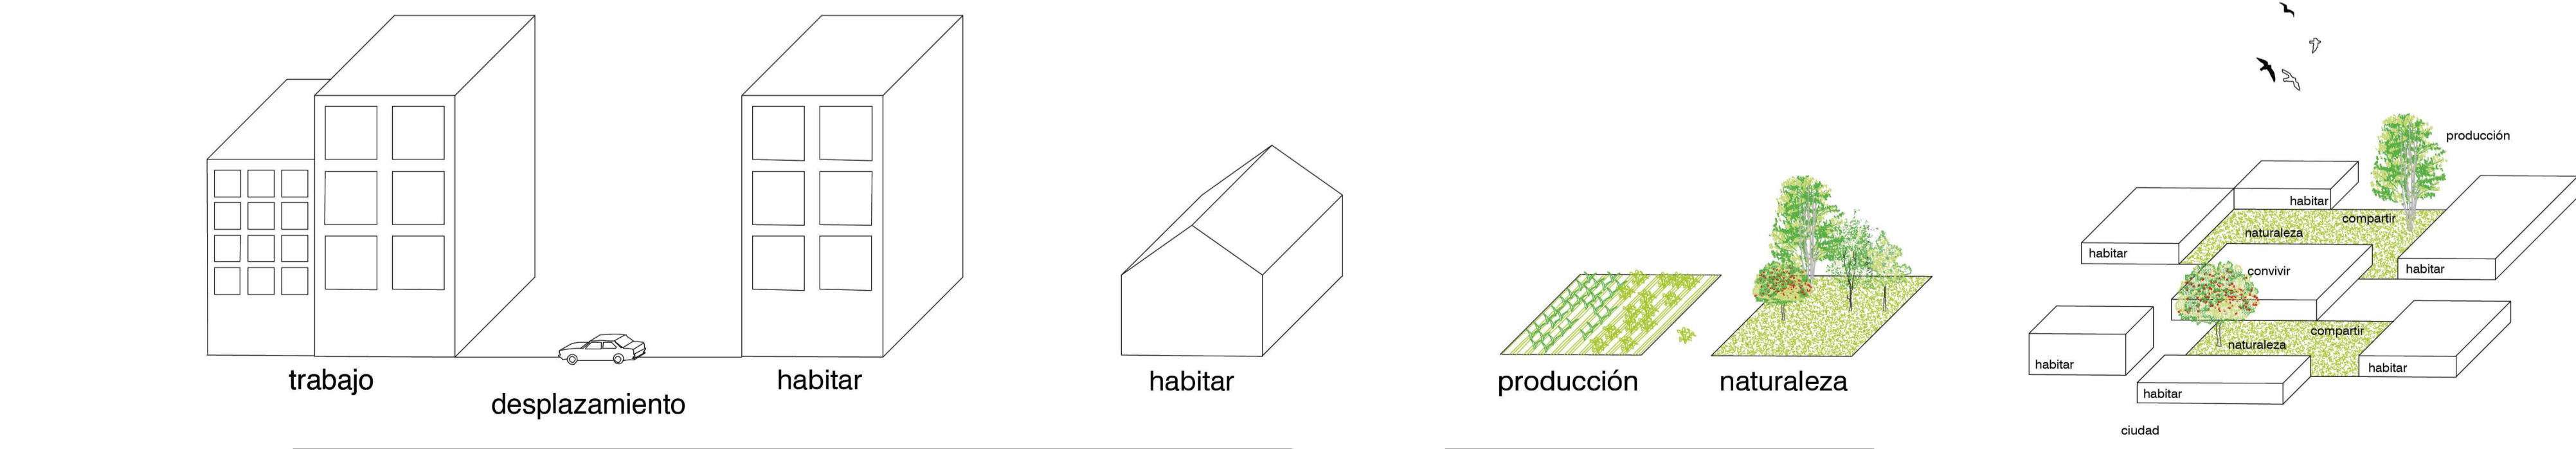 trabajo
desplazamiento
habitar
habitar
producción
naturaleza
producción
habitar
compartir
naturaleza
habitar
convivir
habitar
compartir
naturaleza
habitar
habitar
habitar
ciudad